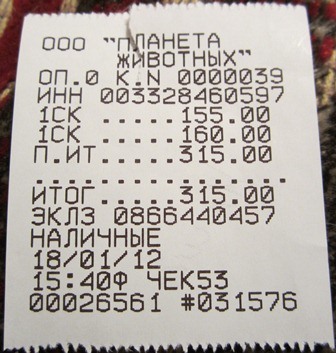 ООО "ПЛАНЕТА
ЖИВОТНЫХ"
ОП.0 К.N 0000039
ИНН 003328460597
1СК .....155.00
1СК .....160.00
П.ИТ.....315.00
................
ИТОГ.....315.00
ЭКЛЗ 0866440457
НАЛИЧНЫЕ
18/01/12
15:40Ф ЧЕК53
00026561 #031576